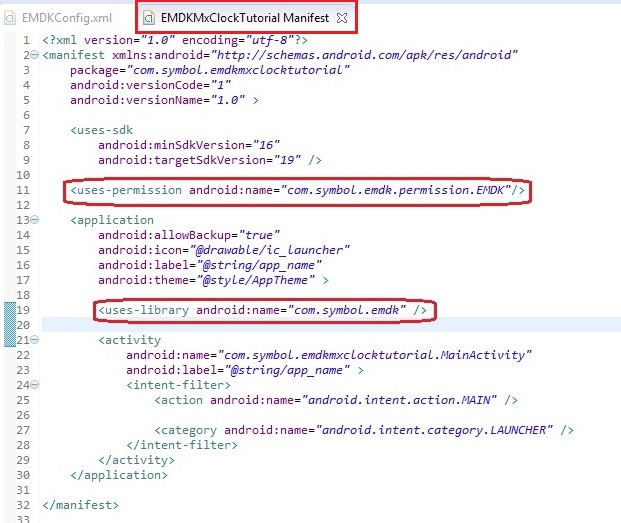 EMDKConfig.xml EMDKMxClockTutorial Manifest
1 <?xml version="1.0" encoding="utf-8"?>
2 <manifest xmlns:android="http://schemas.android.com/apk/res/android"
3 package="com.symbol.emdkmxclocktutorial"
4 android:versionCode="1"
5 android:versionName="1.0" >
6
7 <uses-sdk
8 android:minSdkVersion="16"
9 android:targetSdkVersion="19" />
10
11 <uses-permission android:name="com.symbol.emdk.permission.EMDK"/>
12
13 <application
14 android:allowBackup="true"
15 android:icon="@drawable/ic_launcher"
16 android:label="@string/app_name"
17 android:theme="@style/AppTheme" >
18
19 <uses-library android:name="com.symbol.emdk" />
20
21 <activity
22 android:name="com.symbol.emdkmxclocktutorial.MainActivity"
23 android:label="@string/app_name" >
24 <intent-filter>
25 <action android:name="android.intent.action.MAIN" />
26
27 <category android:name="android.intent.category.LAUNCHER" />
28 </intent-filter>
29 </activity>
30 </application>
31
32 </manifest>
33